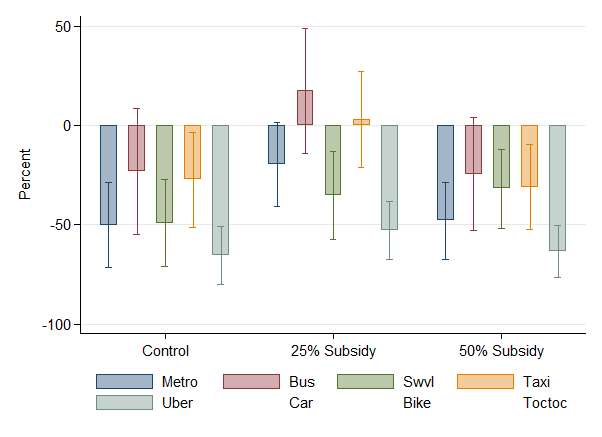 50
0
-50
-100
Percent
Control 25% Subsidy 50% Subsidy
Metro Bus Swvl Taxi
Uber Car Bike Toctoc